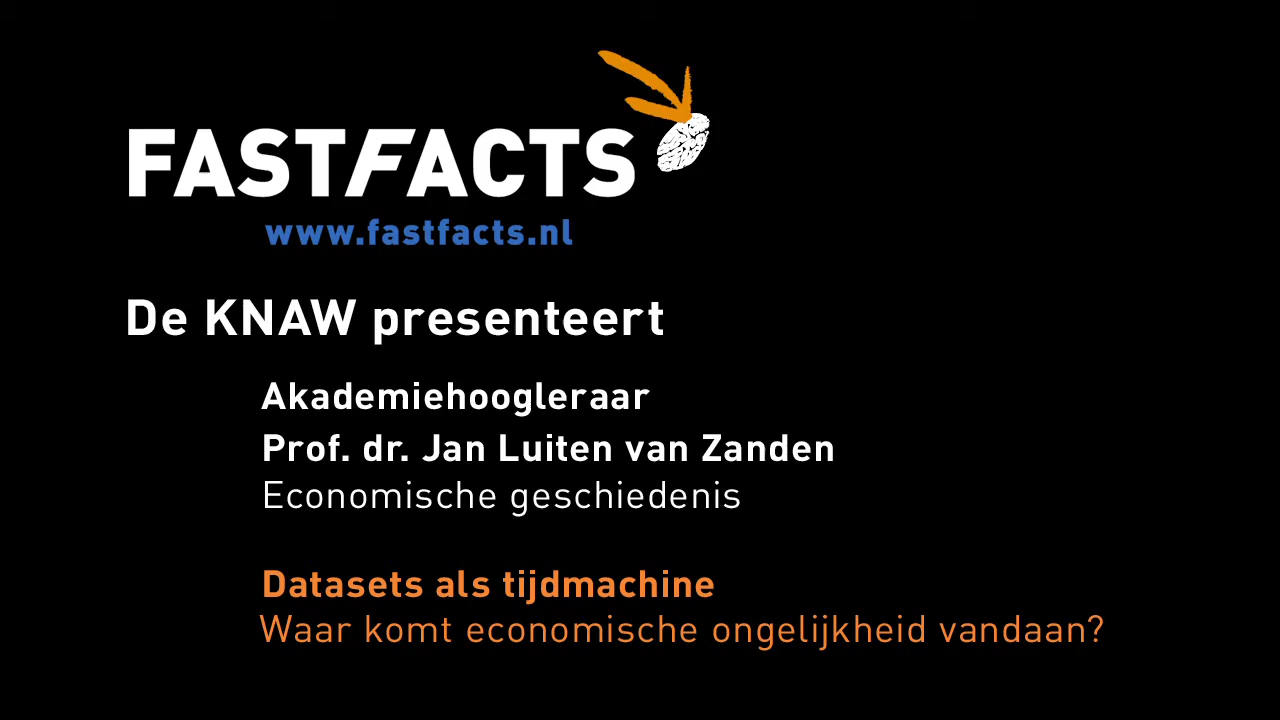 FASTFACTS
www.fastfacts.nl
De KNAW presenteert
Akademiehoogleraar
Prof. dr. Jan Luiten van Zanden
Economische geschiedenis
Datasets als tijdmachine
Waar komt economische ongelijkheid vandaan?